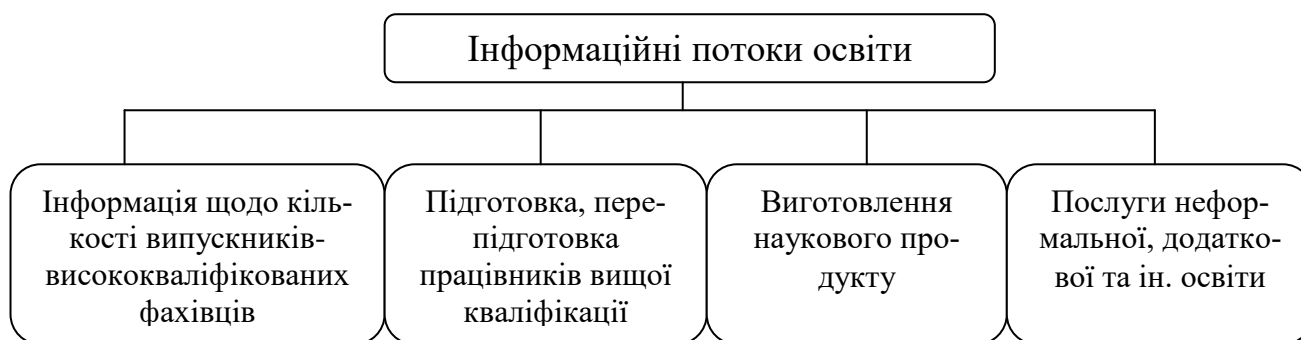 Інформаційні потоки освіти
Інформація щодо кіль-
кості випускників-
висококваліфікованих
фахівців
Підготовка, пере-
підготовка
працівників вищої
кваліфікації
Виготовлення
наукового про-
дукту
Послуги нефор-
мальної, додатко-
вої та ін. освіти